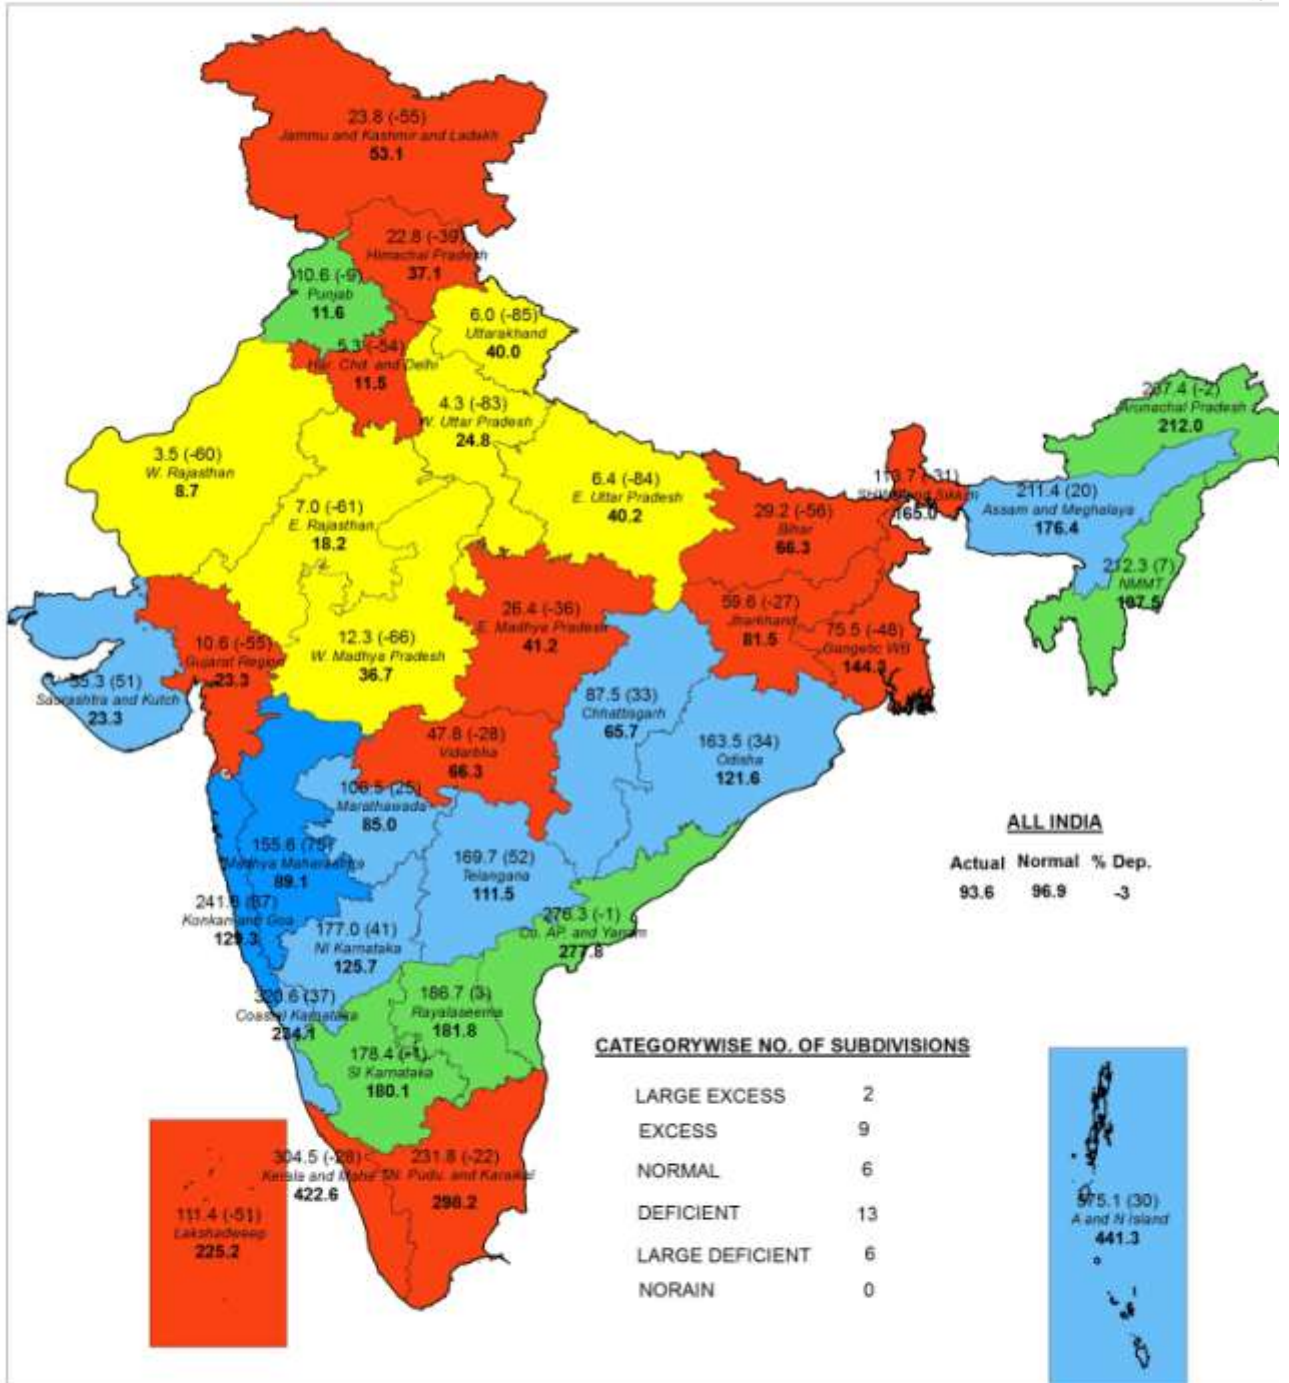 23.8 (-55)
Jammu and Kashmir and Ladakh
53.1
22.8 (-39)
Himachal Pradesh
37.1
10.6 (-9)
Punjab
11.6
6.0 (-85)
Uttarakhand
40.0
5.3 (-54)
Har. Chd. and Delhi
11.5
4.3 (-83)
W. Uttar Pradesh
24.8
(-2)
Arunachal Pradesh
212.0
3.5 (-60)
W. Rajasthan
8.7
6.4 (-84)
E. Uttar Pradesh
40.2
7.0 (-61)
E. Rajasthan
18.2
29.2 (-56)
Bihar
66.3
(-31)
Sikkim
165.0
211.4 (20)
Assam and Meghalaya
176.4
212.3 (7)
NMMT
26.4 (-36)
E. Madhya Pradesh
41.2
59.6 (-27)
Jharkhand
81.5
75.5 (-48)
Gangetic WB
10.6 (-55)
Gujarat Region
23.3
12.3 (-66)
W. Madhya Pradesh
36.7
(51)
Saurashtra and Kutch
23.3
87.5 (33)
Chhattisgarh
65.7
47.8 (-28)
Vidarbha
66.3
163.5 (34)
Odisha
121.6
106.5 (25)
Marathawada
85.0
155.6 (75)
Madhya Maharashtra
89.1
169.7 (52)
Telangana
111.5
ALL INDIA
Actual Normal % Dep.
93.6 96.9 -3
Konkan and Goa
129.3
177.0 (41)
NI Karnataka
125.7
276.3 (-1)
Co. AP. and Yanam
277.8
(37)
Coastal Karnataka
234.1
186.7 (3)
Rayalaseema
181.8
178.4 (-1)
SI Karnataka
180.1
CATEGORYWISE NO. OF SUBDIVISIONS
LARGE EXCESS 2
EXCESS 9
NORMAL 6
DEFICIENT 13
LARGE DEFICIENT 6
NORAIN 0
304.5 (-28)
Kerala and Mahe
422.6
231.8 (-22)
TN. Pudu. and Karaikal
298.2
111.4 (-51)
Lakshadweep
225.2
575.1 (30)
A and N Island
441.3